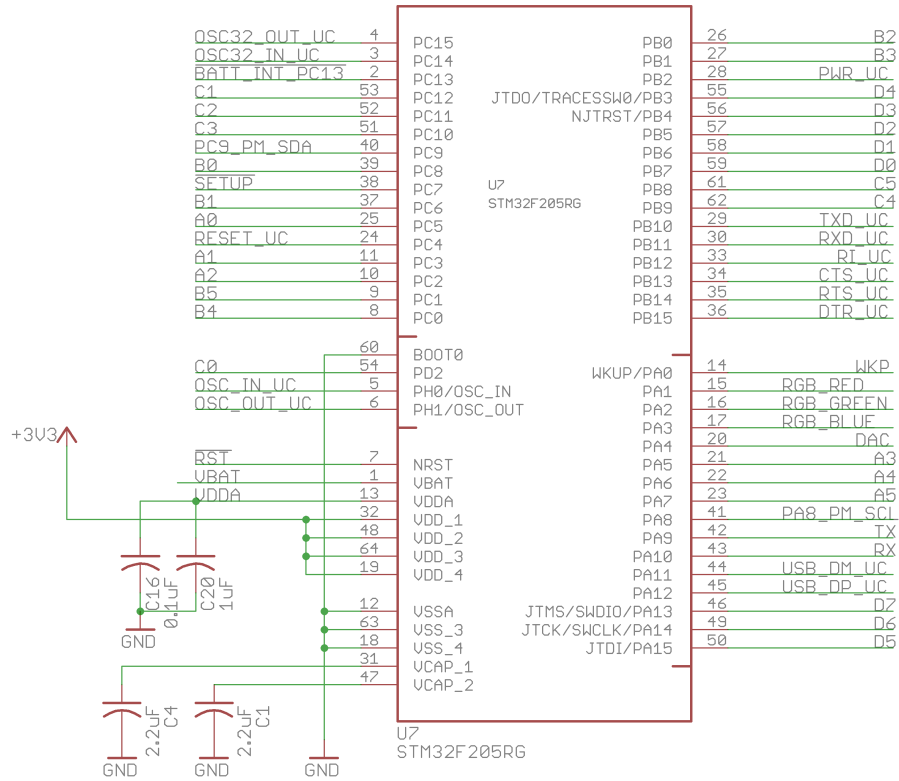 OSC32_OUT_UC 4 PC15 PB0 26 B2
OSC32_IN_UC 3 PC14 PB1 27 B3
BATT_INT_PC13 2 PC13 PB2 28 PWR_UC
C1 53 PC12 JTDO/TRACESSW0/PB3 55 D4
C2 52 PC11 NJTRST/PB4 56 D3
C3 51 PC10 PB5 57 D2
PC9_PM_SDA 40 PC9 PB6 58 D1
B0 39 PC8 PB7 59 D0
SETUP 38 PC7 U7 PB8 61 C5
B1 37 PC6 STM32F205RG PB9 62 C4
A0 25 PC5 PB10 29 TXD_UC
RESET_UC 24 PC4 PB11 30 RXD_UC
A1 11 PC3 PB12 33 RI_UC
A2 10 PC2 PB13 34 CTS_UC
B5 9 PC1 PB14 35 RTS_UC
B4 8 PC0 PB15 36 DTR_UC
60 BOOT0
C0 54 PD2 WKUP/PA0 14 WKP
OSC_IN_UC 5 PH0/OSC_IN PA1 15 RGB_RED
OSC_OUT_UC 6 PH1/OSC_OUT PA2 16 RGB_GREEN
PA3 17 RGB_BLUE
+3V3 PA4 20 DAC
RST 7 NRST PA5 21 A3
VBAT 1 VBAT PA6 22 A4
VDDA 13 VDDA PA7 23 A5
32 VDD_1 PA8 41 PA8_PM_SCL
48 VDD_2 PA9 42 TX
64 VDD_3 PA10 43 RX
19 VDD_4 PA11 44 USB_DM_UC
PA12 45 USB_DP_UC
C16 0.1uF C20 1uF
12 VSSA JTMS/SWDIO/PA13 46 D7
63 VSS_3 JTCK/SWCLK/PA14 49 D6
GND 18 VSS_4 JTDI/PA15 50 D5
31 VCAP_1
47 VCAP_2
2.2uF C4 2.2uF C1
U7
STM32F205RG
GND GND GND